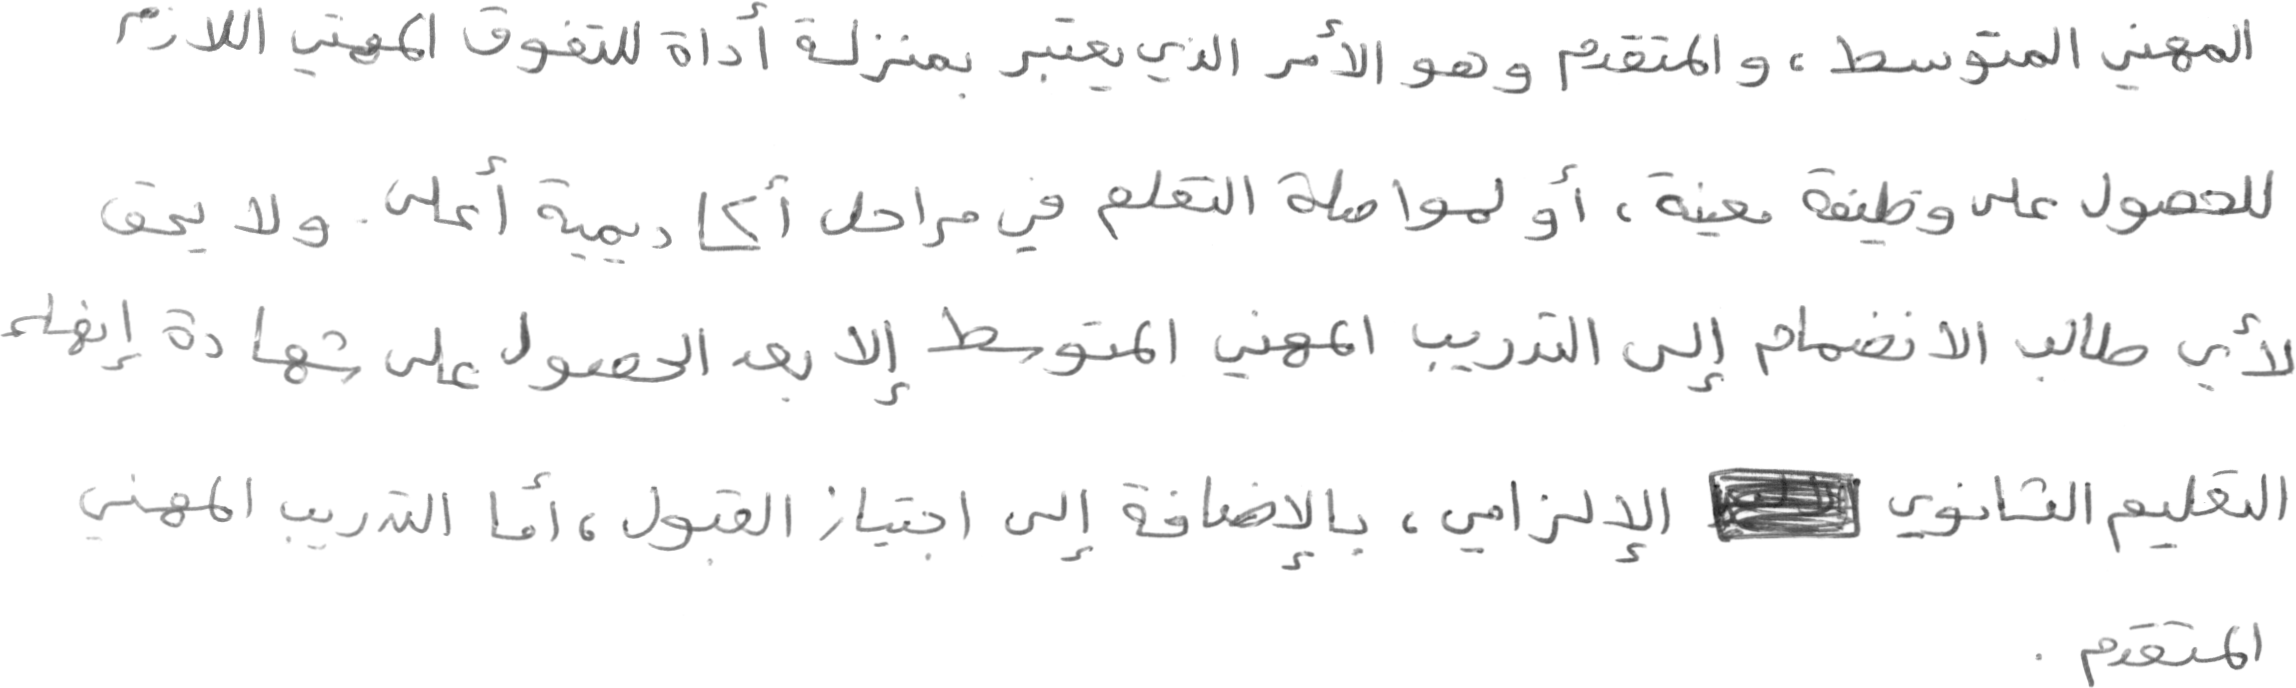 المهني المتوسط، والمتقدم وهو الأمر الذي يعتبر بمنزلة أداة للتفوق المهني اللازم
للحصول على وظيفة معينة، أو لمواصلة التعلم في مراحل أكاديمية أعلى. ولا يحق
لأي طالب الانضمام إلى التدريب المهني المتوسط إلا بعد الحصول على شهادة إنهاء
التعليم الثانوي الإلزامي، بالإضافة إلى اجتياز القبول، أما التدريب المهني
المتقدم.